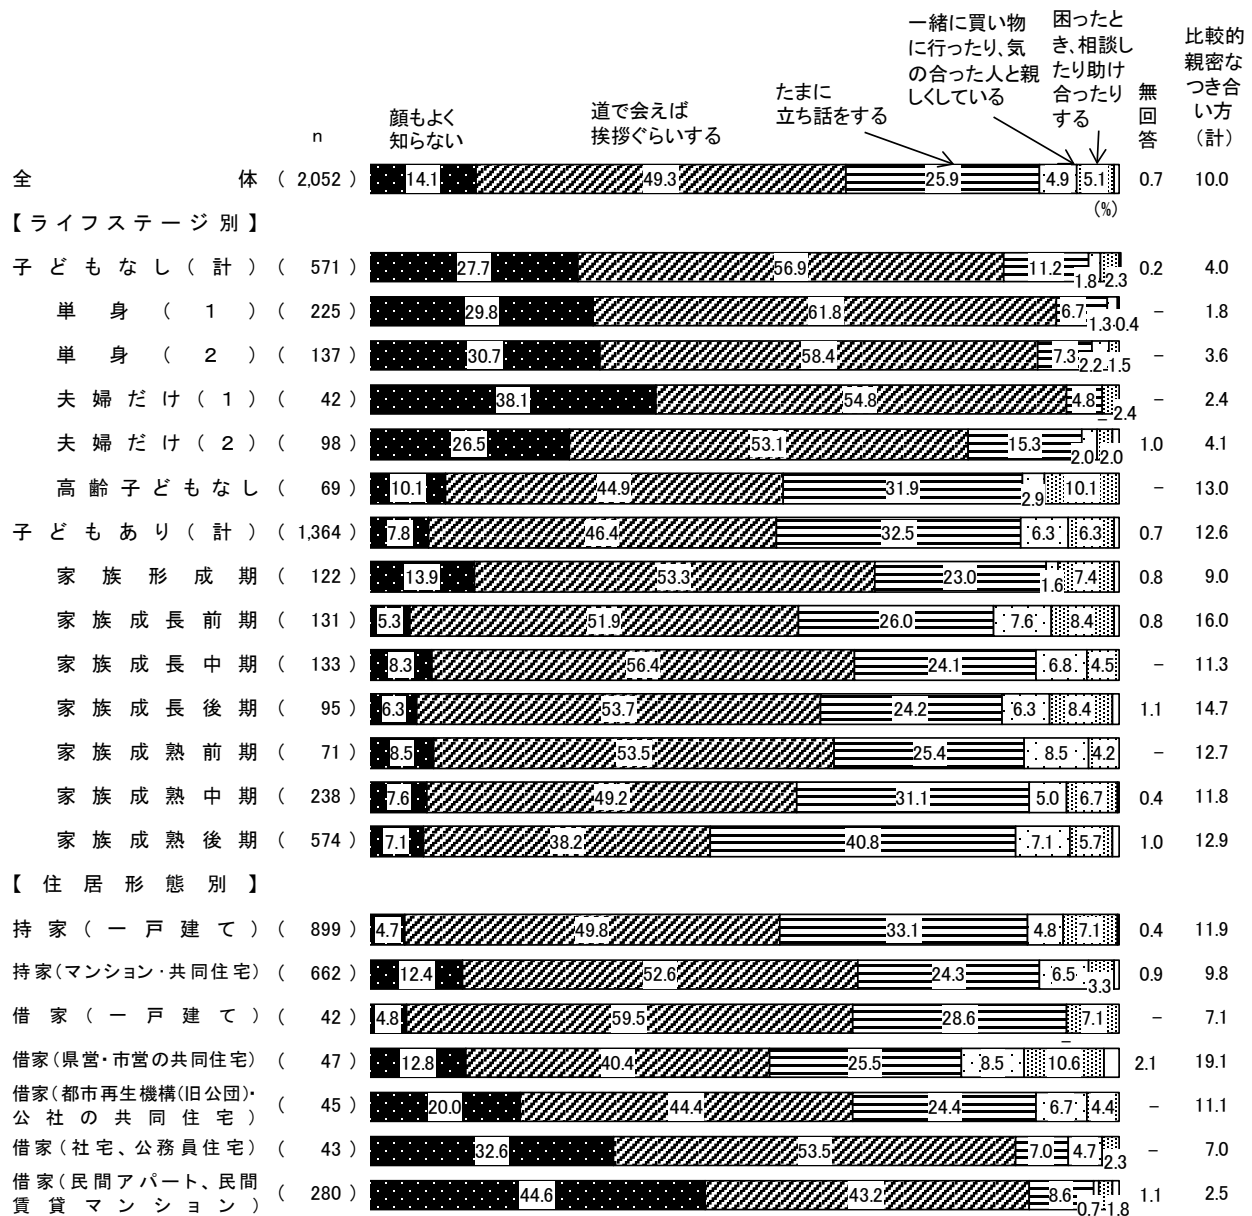 一緒に買い物
に行ったり、気
の合った人と親
しくしている
困ったと
き、相談し
たり助け
合ったり
する
比較的
親密な
つき合
い方
(計)
無
回
答
たまに
立ち話をする
道で会えば
挨拶ぐらいする
顔もよく
知らない
n
全体 ( 2,052 ) 14.1 49.3 25.9 4.9 5.1 0.7 10.0
(%)
【ライフステージ別】
子どもなし(計) ( 571 ) 27.7 56.9 11.2 1.8 2.3 0.2 4.0
単身(1) ( 225 ) 29.8 61.8 6.7 1.3 0.4 – 1.8
単身(2) ( 137 ) 30.7 58.4 7.3 2.2 1.5 – 3.6
夫婦だけ(1) ( 42 ) 38.1 54.8 4.8 – 2.4 – 2.4
夫婦だけ(2) ( 98 ) 26.5 53.1 15.3 2.0 2.0 1.0 4.1
高齢子どもなし ( 69 ) 10.1 44.9 31.9 2.9 10.1 – 13.0
子どもあり(計) ( 1,364 ) 7.8 46.4 32.5 6.3 6.3 0.7 12.6
家族形成期 ( 122 ) 13.9 53.3 23.0 1.6 7.4 0.8 9.0
家族成長前期 ( 131 ) 5.3 51.9 26.0 7.6 8.4 0.8 16.0
家族成長中期 ( 133 ) 8.3 56.4 24.1 6.8 4.5 – 11.3
家族成長後期 ( 95 ) 6.3 53.7 24.2 6.3 8.4 1.1 14.7
家族成熟前期 ( 71 ) 8.5 53.5 25.4 8.5 4.2 – 12.7
家族成熟中期 ( 238 ) 7.6 49.2 31.1 5.0 6.7 0.4 11.8
家族成熟後期 ( 574 ) 7.1 38.2 40.8 7.1 5.7 1.0 12.9
【住居形態別】
持家(一戸建て) ( 899 ) 4.7 49.8 33.1 4.8 7.1 0.4 11.9
持家(マンション・共同住宅) ( 662 ) 12.4 52.6 24.3 6.5 3.3 0.9 9.8
借家(一戸建て) ( 42 ) 4.8 59.5 28.6 – 7.1 – 7.1
借家(県営・市営の共同住宅) ( 47 ) 12.8 40.4 25.5 8.5 10.6 2.1 19.1
借家(都市再生機構(旧公団)・
公社の共同住宅) ( 45 ) 20.0 44.4 24.4 6.7 4.4 – 11.1
借家(社宅、公務員住宅) ( 43 ) 32.6 53.5 7.0 4.7 2.3 – 7.0
借家(民間アパート、民間
賃貸マンション) ( 280 ) 44.6 43.2 8.6 0.7 1.8 1.1 2.5